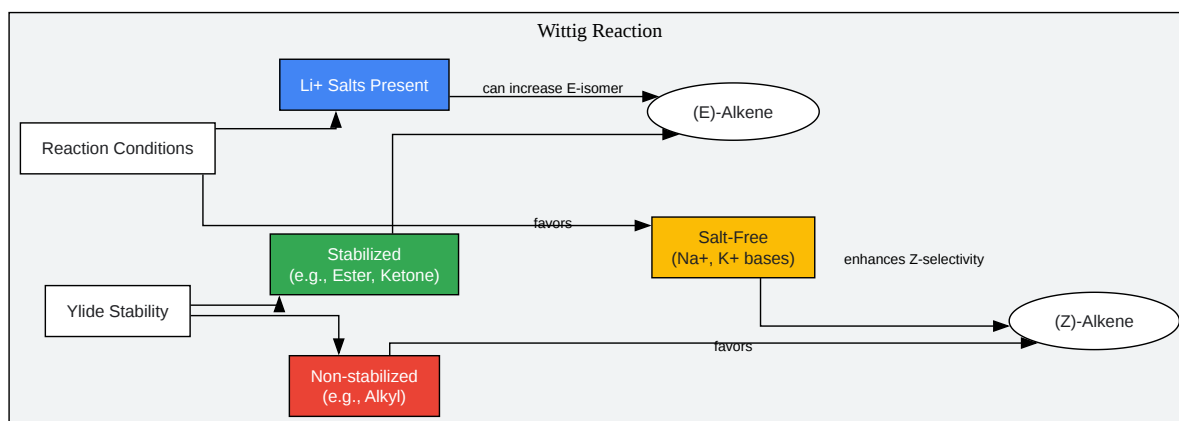 Wittig Reaction
Li+ Salts Present
can increase E-isomer
(E)-Alkene
Reaction Conditions
favors
Salt-Free
(Na+, K+ bases)
enhances Z-selectivity
Stabilized
(e.g., Ester, Ketone)
Ylide Stability
(Z)-Alkene
favors
Non-stabilized
(e.g., Alkyl)